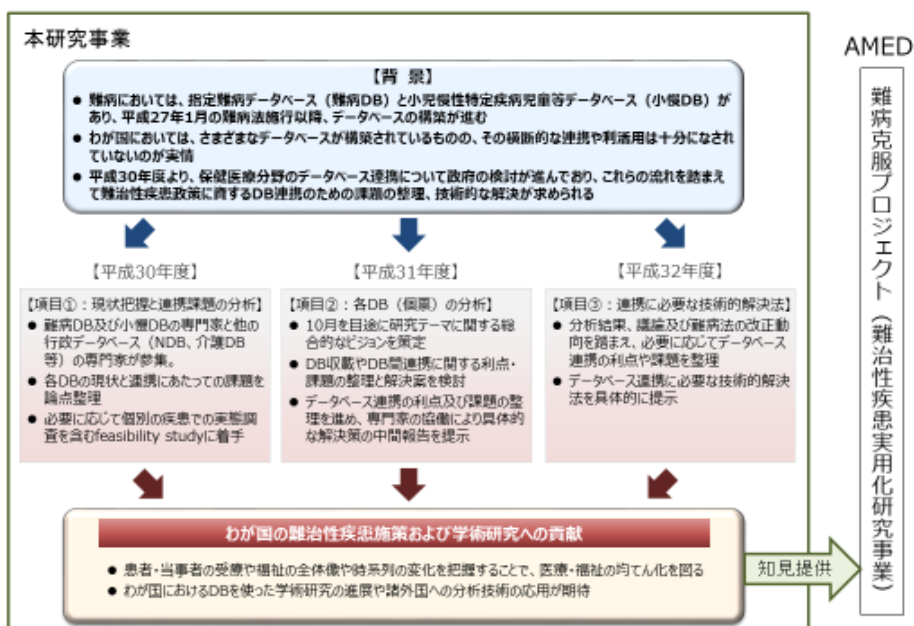 本研究事業
【背 景】
● 難病においては、指定難病データベース（難病DB）と小児慢性特定疾病児童等データベース（小慢DB）が
あり、平成27年1月の難病法施行以降、データベースの構築が進む
● わが国においては、さまざまなデータベースが構築されているものの、その横断的な連携や利活用は十分になされ
ていないのが実情
● 平成30年度より、保健医療分野のデータベース連携について政府の検討が進んでおり、これらの流れを踏まえ
て難治性疾患政策に資するDB連携のための課題の整理、技術的な解決が求められる
【平成30年度】
【項目①：現状把握と連携課題の分析】
● 難病DB及び小慢DBの専門家と他の
行政データベース（NDB、介護DB
等）の専門家が参集。
● 各DBの現状と連携にあたっての課題を
論点整理
● 必要に応じて個別の疾患での実態調
査を含むfeasibility studyに着手
【平成31年度】
【項目②：各DB（個票）の分析】
● 10月を目途に研究テーマに関する総
合的なビジョンを策定
● DB収載やDB間連携に関する利点・
課題の整理と解決案を検討
● データベース連携の利点及び課題の整
理を進め、専門家の協働により具体的
な解決策の中間報告を提示
【平成32年度】
【項目③：連携に必要な技術的解決法】
● 分析結果、議論及び難病法の改正動
向を踏まえ、必要に応じてデータベース
連携の利点や課題を整理
● データベース連携に必要な技術的解決
法を具体的に提示
わが国の難治性疾患施策および学術研究への貢献
● 患者・当事者の受療や福祉の全体像や時系列の変化を把握することで、医療・福祉の均てん化を図る
● わが国におけるDBを使った学術研究の進展や諸外国への分析技術の応用が期待
知見提供
AMED
難病克服プロジェクト（難治性疾患実用化研究事業）